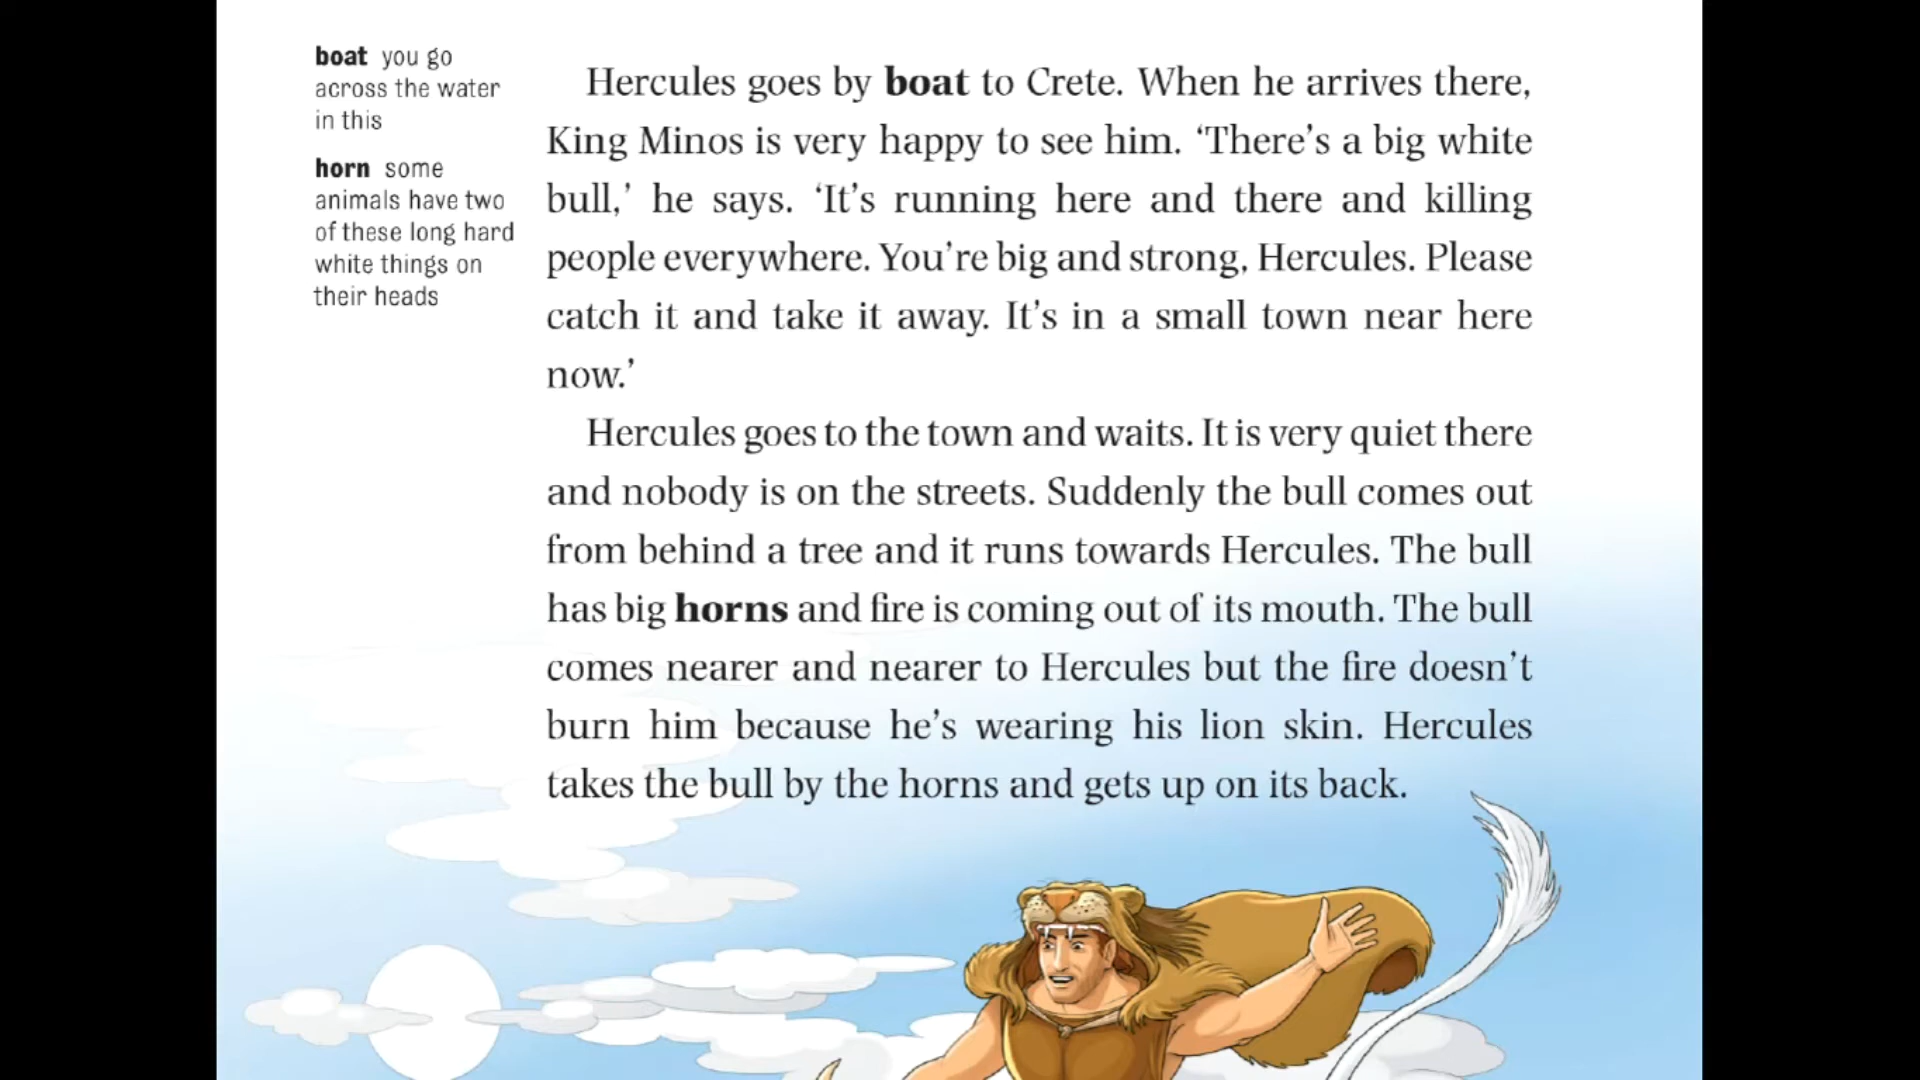 boat you go
across the water
in this
horn some
animals have two
of these long hard
white things on
their heads
Hercules goes by boat to Crete. When he arrives there,
King Minos is very happy to see him. ‘There’s a big white
bull,’ he says. ‘It’s running here and there and killing
people everywhere. You’re big and strong, Hercules. Please
catch it and take it away. It’s in a small town near here
now.’
Hercules goes to the town and waits. It is very quiet there
and nobody is on the streets. Suddenly the bull comes out
from behind a tree and it runs towards Hercules. The bull
has big horns and fire is coming out of its mouth. The bull
comes nearer and nearer to Hercules but the fire doesn’t
burn him because he’s wearing his lion skin. Hercules
takes the bull by the horns and gets up on its back.